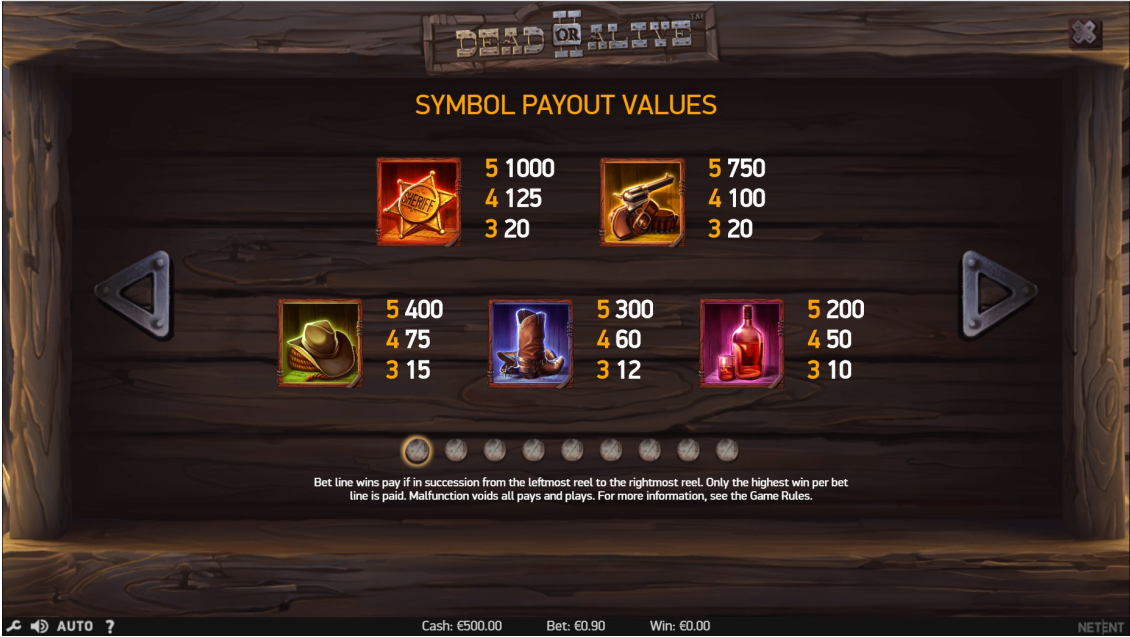 DEAD OR ALIVE™
II
SYMBOL PAYOUT VALUES
SHERIFF
5 1000
4 125
3 20
5 750
4 100
3 20
5 400
4 75
3 15
5 300
4 60
3 12
5 200
4 50
3 10
Bet line wins pay if in succession from the leftmost reel to the rightmost reel. Only the highest win per bet
line is paid. Malfunction voids all pays and plays. For more information, see the Game Rules.
AUTO ? Cash: €500.00 Bet: €0.90 Win: €0.00 NETENT